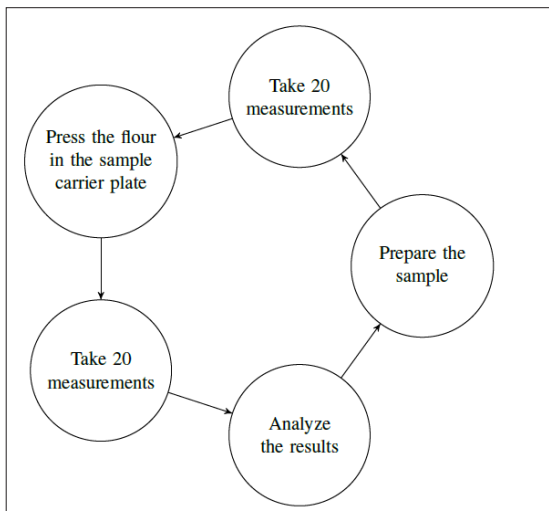 Take 20
measurements
Press the flour
in the sample
carrier plate
Prepare the
sample
Take 20
measurements
Analyze
the results